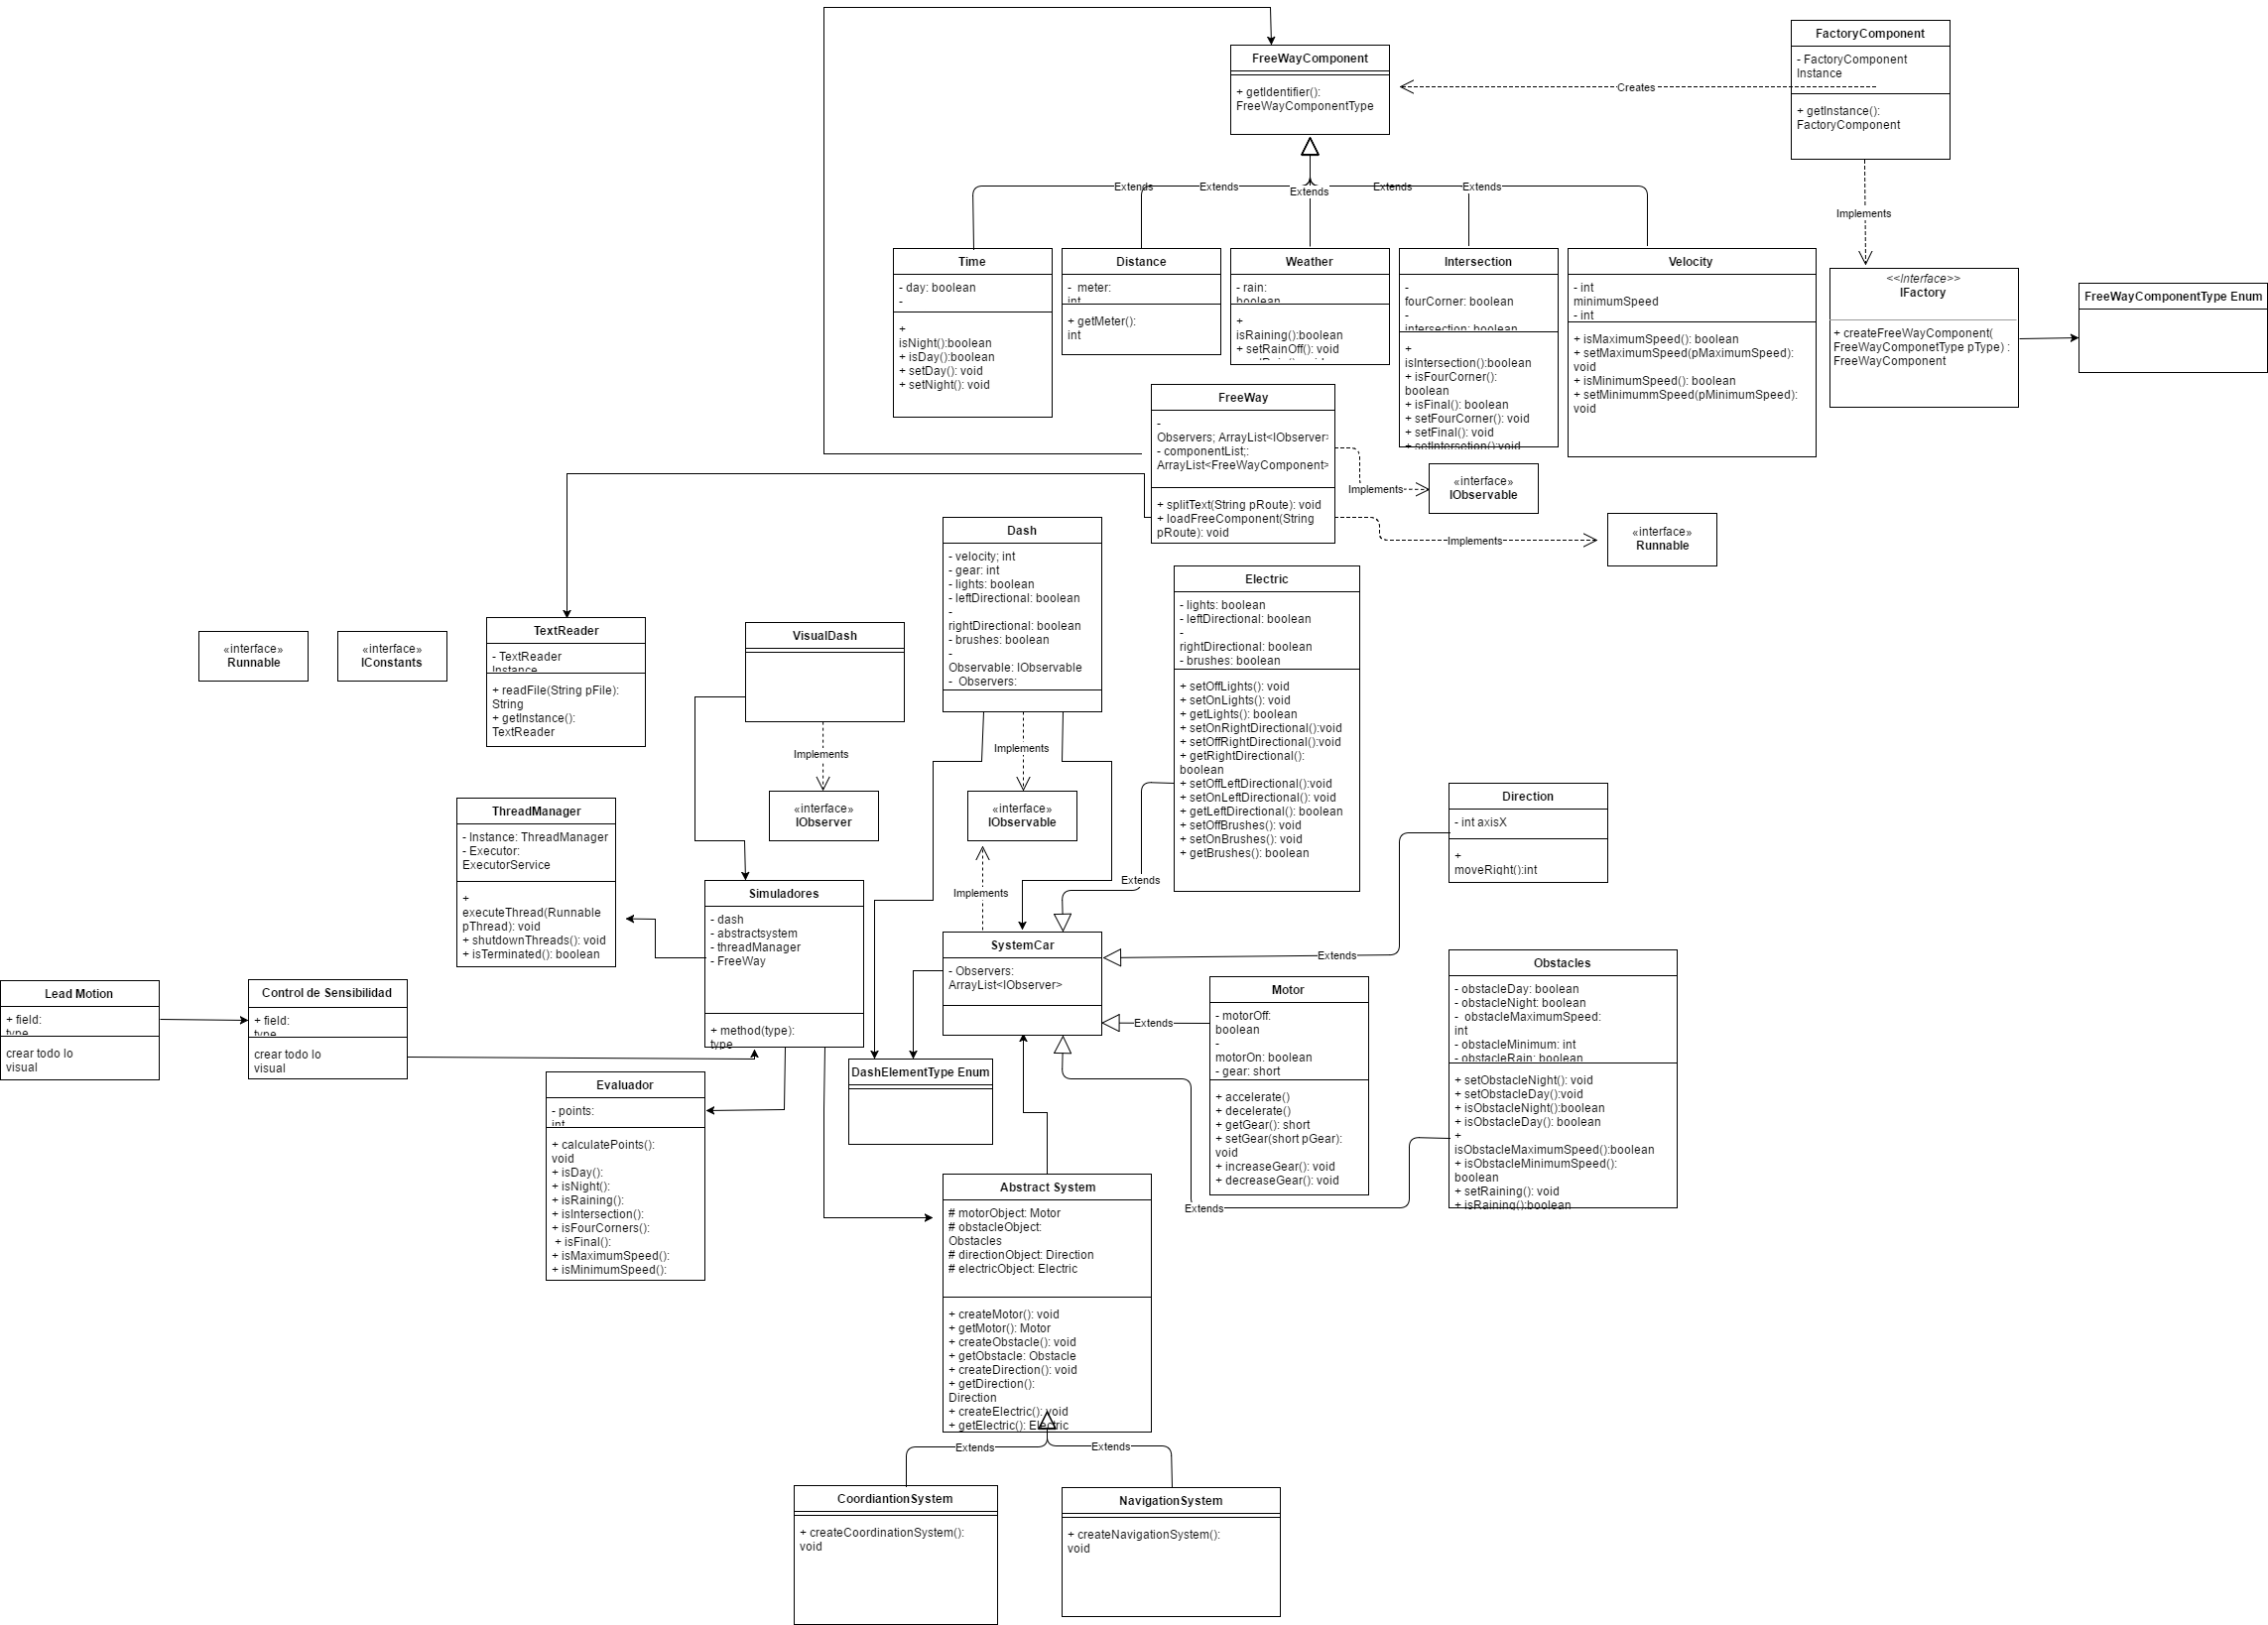 FreeWayComponent
+ getIdentifier():
FreeWayComponentType
FactoryComponent
- FactoryComponent
Instance
+ getInstance():
FactoryComponent
Creates
Implements
Extends
Extends
Extends
Extends
Extends
Time
- day: boolean
-
+
isNight():boolean
+ isDay():boolean
+ setDay(): void
+ setNight(): void
Distance
- meter:
int
+ getMeter():
int
Weather
- rain:
boolean
+
isRaining():boolean
+ setRainOff(): void
Intersection
-
fourCorner: boolean
-
intersection: boolean
+
isIntersection():boolean
+ isFourCorner():
boolean
+ isFinal(): boolean
+ setFourCorner(): void
+ setFinal(): void
+ setIntersetion():void
Velocity
- int
minimumSpeed
- int
+ isMaximumSpeed(): boolean
+ setMaximumSpeed(pMaximumSpeed):
void
+ isMinimumSpeed(): boolean
+ setMinimummSpeed(pMinimumSpeed):
void
<<Interface>>
IFactory
+ createFreeWayComponent(
FreeWayComponetType pType) :
FreeWayComponent
FreeWayComponentType Enum
FreeWay
-
Observers; ArrayList<IObserver>
- componentList;:
ArrayList<FreeWayComponent>
+ splitText(String pRoute): void
+ loadFreeComponent(String
pRoute): void
Implements
«interface»
IObservable
Implements
«interface»
Runnable
Dash
- velocity; int
- gear: int
- lights: boolean
- leftDirectional: boolean
-
rightDirectional: boolean
- brushes: boolean
-
Observable: IObservable
- Observers:
Electric
- lights: boolean
- leftDirectional: boolean
-
rightDirectional: boolean
- brushes: boolean
+ setOffLights(): void
+ setOnLights(): void
+ getLights(): boolean
+ setOnRightDirectional():void
+ setOffRightDirectional():void
+ getRightDirectional():
boolean
+ setOffLeftDirectional():void
+ setOnLeftDirectional(): void
+ getLeftDirectional(): boolean
+ setOffBrushes(): void
+ setOnBrushes(): void
+ getBrushes(): boolean
«interface»
Runnable
«interface»
IConstants
TextReader
- TextReader
Instance
+ readFile(String pFile):
String
+ getInstance():
TextReader
VisualDash
Implements
Implements
«interface»
IObserver
«interface»
IObservable
Implements
Extends
Direction
- int axisX
+
moveRight():int
Extends
ThreadManager
- Instance: ThreadManager
- Executor:
ExecutorService
+
executeThread(Runnable
pThread): void
+ shutdownThreads(): void
+ isTerminated(): boolean
Simuladores
- dash
- abstractsystem
- threadManager
- FreeWay
+ method(type):
type
SystemCar
- Observers:
ArrayList<IObserver>
Extends
Motor
- motorOff:
boolean
-
motorOn: boolean
- gear: short
+ accelerate()
+ decelerate()
+ getGear(): short
+ setGear(short pGear):
void
+ increaseGear(): void
+ decreaseGear(): void
Obstacles
- obstacleDay: boolean
- obstacleNight: boolean
- obstacleMaximumSpeed:
int
- obstacleMinimum: int
- obstacleRain: boolean
+ setObstacleNight(): void
+ setObstacleDay():void
+ isObstacleNight():boolean
+ isObstacleDay(): boolean
+
isObstacleMaximumSpeed():boolean
+ isObstacleMinimumSpeed():
boolean
+ setRaining(): void
+ isRaining():boolean
Extends
Lead Motion
+ field:
type
crear todo lo
visual
Control de Sensibilidad
+ field:
type
crear todo lo
visual
Evaluador
- points:
int
+ calculatePoints():
void
+ isDay():
+ isNight():
+ isRaining():
+ isIntersection():
+ isFourCorners():
+ isFinal():
+ isMaximumSpeed():
+ isMinimumSpeed():
DashElementType Enum
Abstract System
# motorObject: Motor
# obstacleObject:
Obstacles
# directionObject: Direction
# electricObject: Electric
+ createMotor(): void
+ getMotor(): Motor
+ createObstacle(): void
+ getObstacle: Obstacle
+ createDirection(): void
+ getDirection():
Direction
+ createElectric(): void
+ getElectric(): Electric
Extends
Extends
CoordiantionSystem
+ createCoordinationSystem():
void
NavigationSystem
+ createNavigationSystem():
void